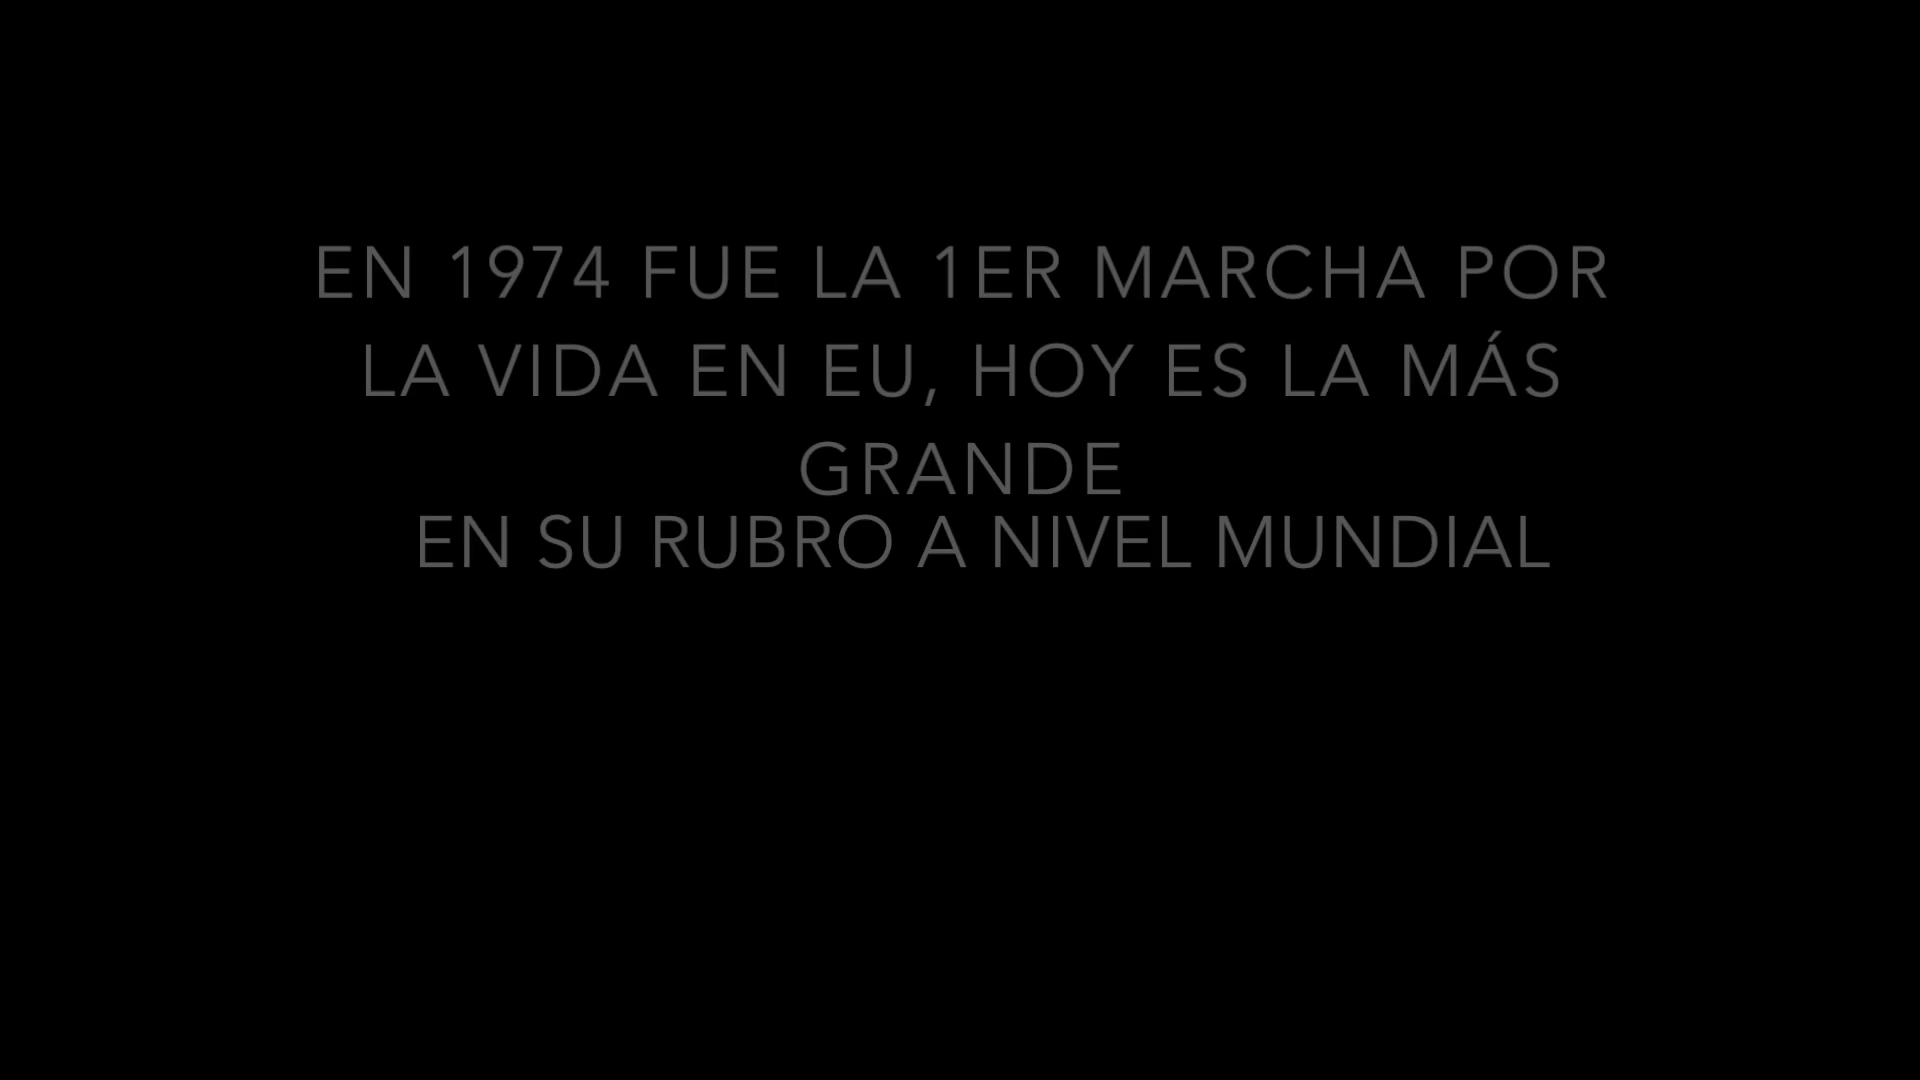 EN 1974 FUE LA 1ER MARCHA POR
LA VIDA EN EU, HOY ES LA MÁS
GRANDE
EN SU RUBRO A NIVEL MUNDIAL